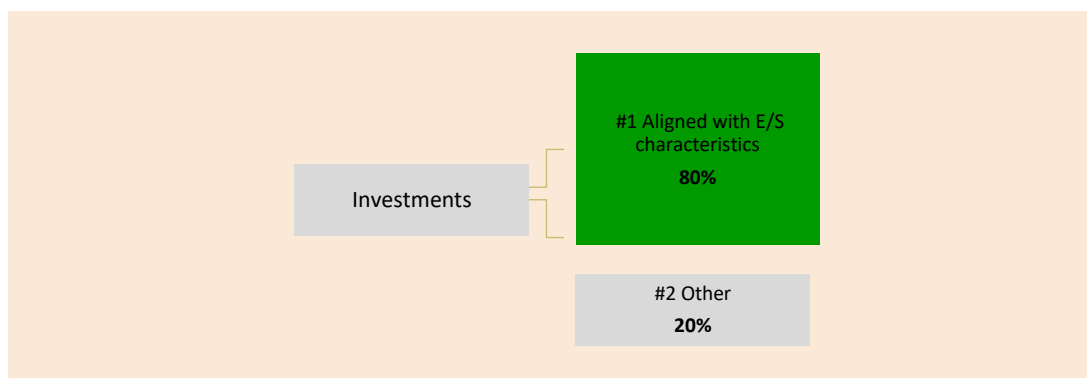 #1 Aligned with E/S
characteristics
80%
Investments
#2 Other
20%